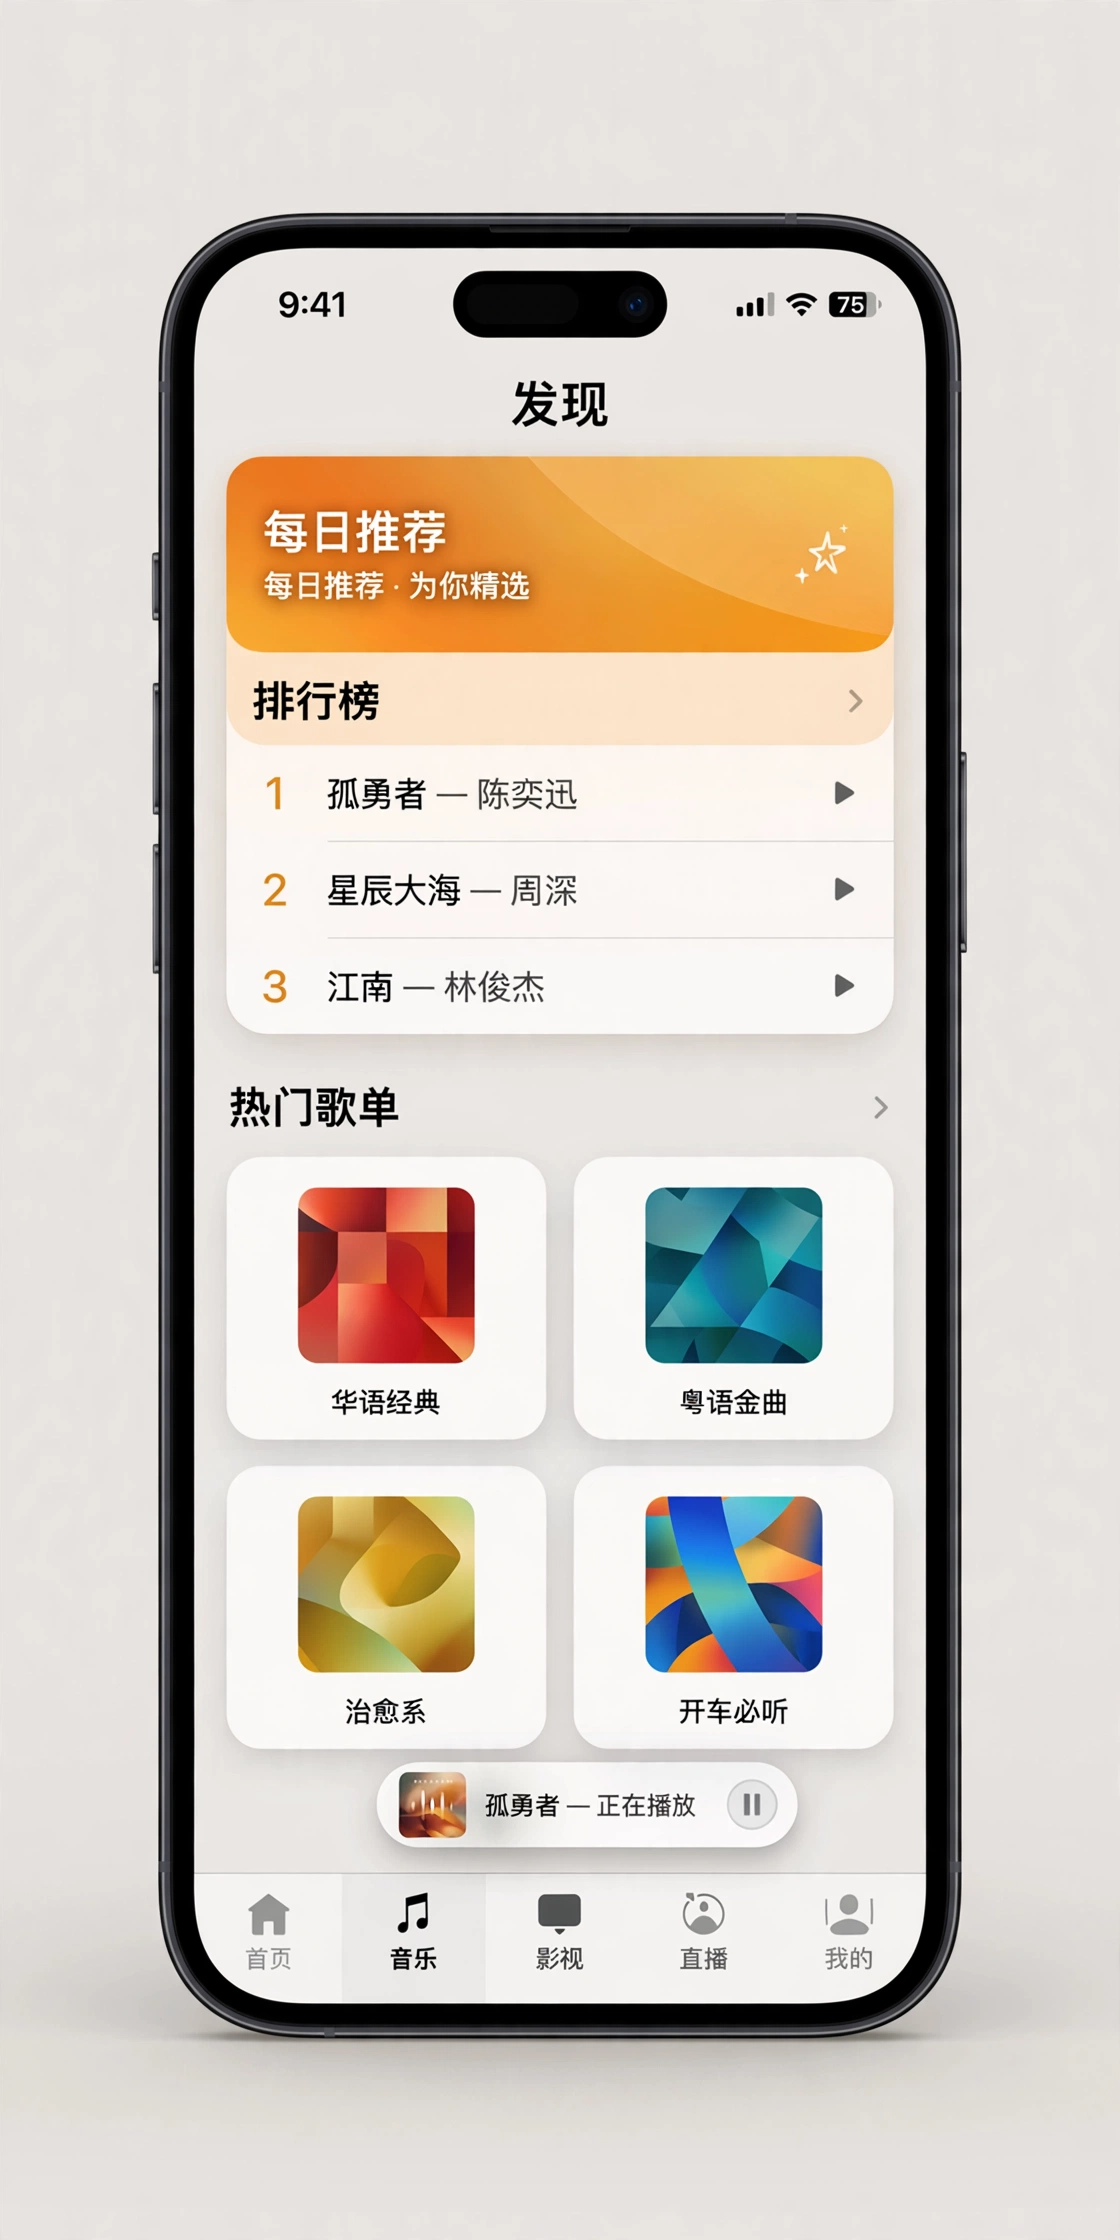 9:41
75
发现
每日推荐
每日推荐 · 为你精选
排行榜
1 孤勇者 — 陈奕迅
2 星辰大海 — 周深
3 江南 — 林俊杰
热门歌单
华语经典 粤语金曲
治愈系 开车必听
孤勇者 — 正在播放
首页 音乐 影视 直播 我的